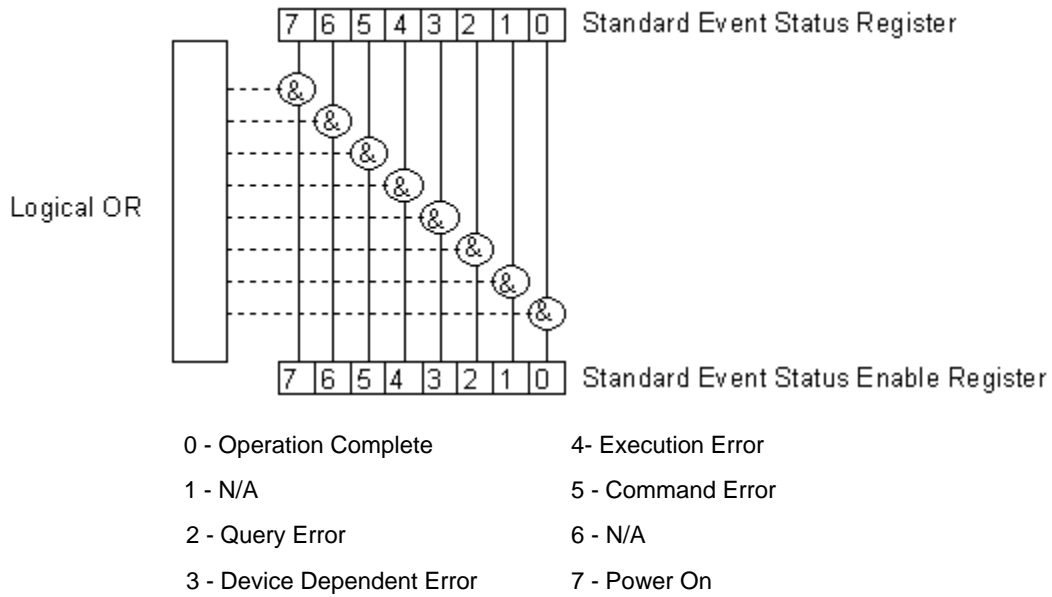 7 6 5 4 3 2 1 0 Standard Event Status Register
&
&
&
&
Logical OR
&
&
&
&
7 6 5 4 3 2 1 0 Standard Event Status Enable Register
0 - Operation Complete 4- Execution Error
1 - N/A 5 - Command Error
2 - Query Error 6 - N/A
3 - Device Dependent Error 7 - Power On